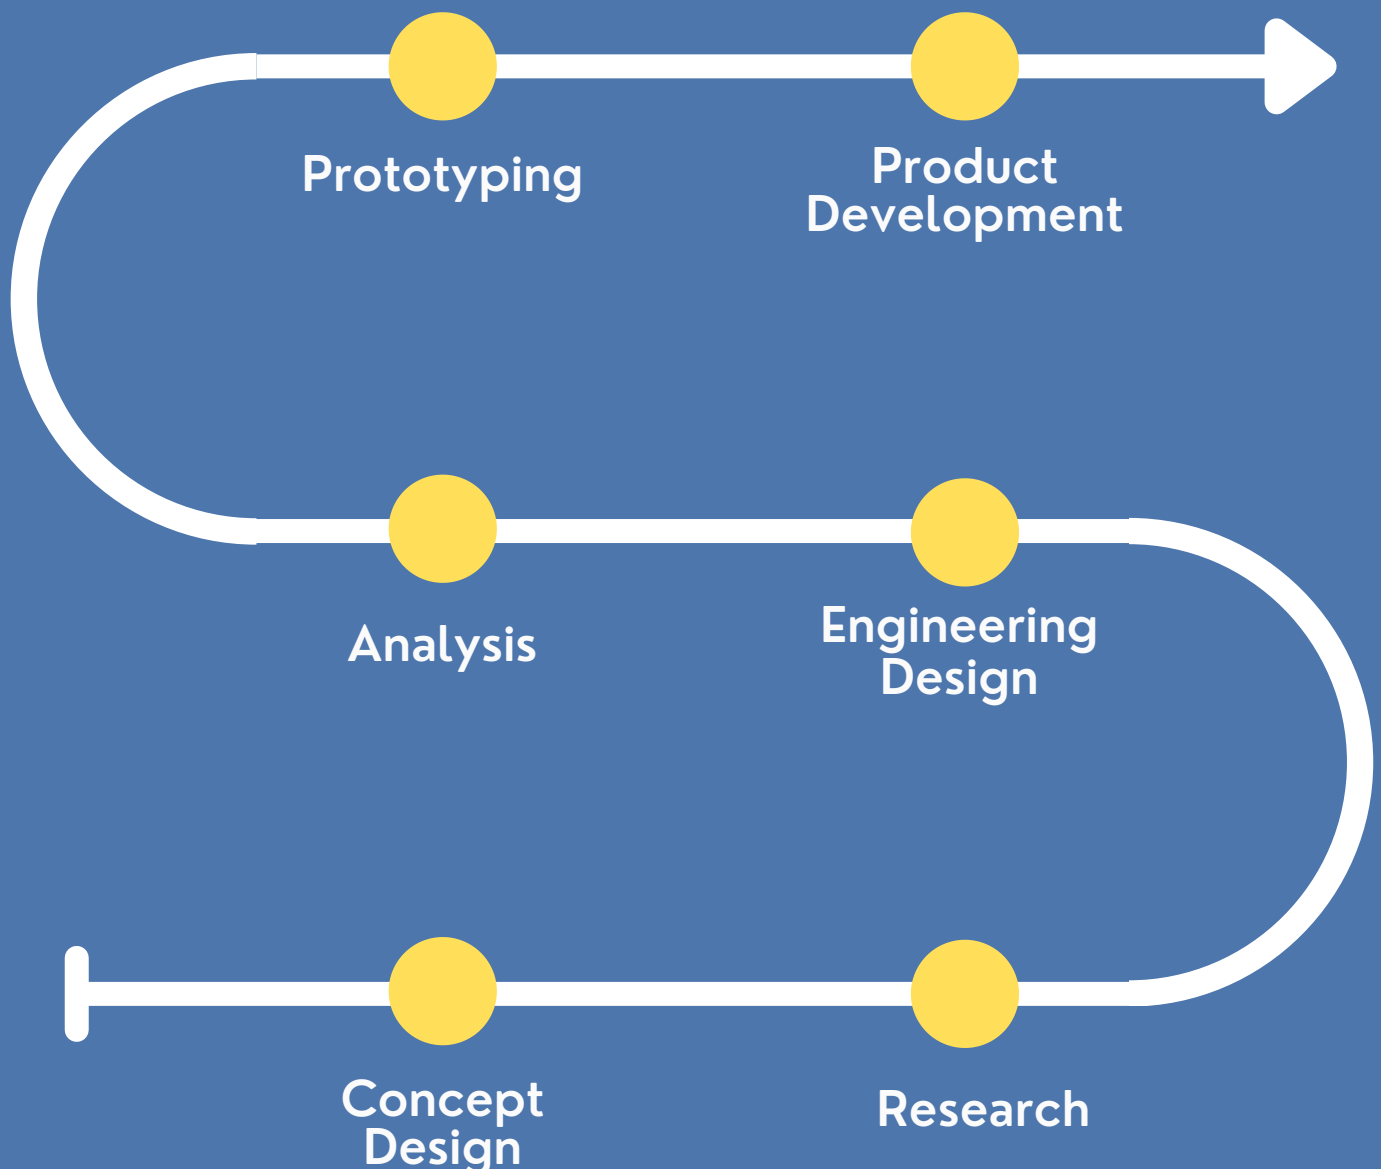 Prototyping
Product
Development
Analysis
Engineering
Design
Concept
Design
Research